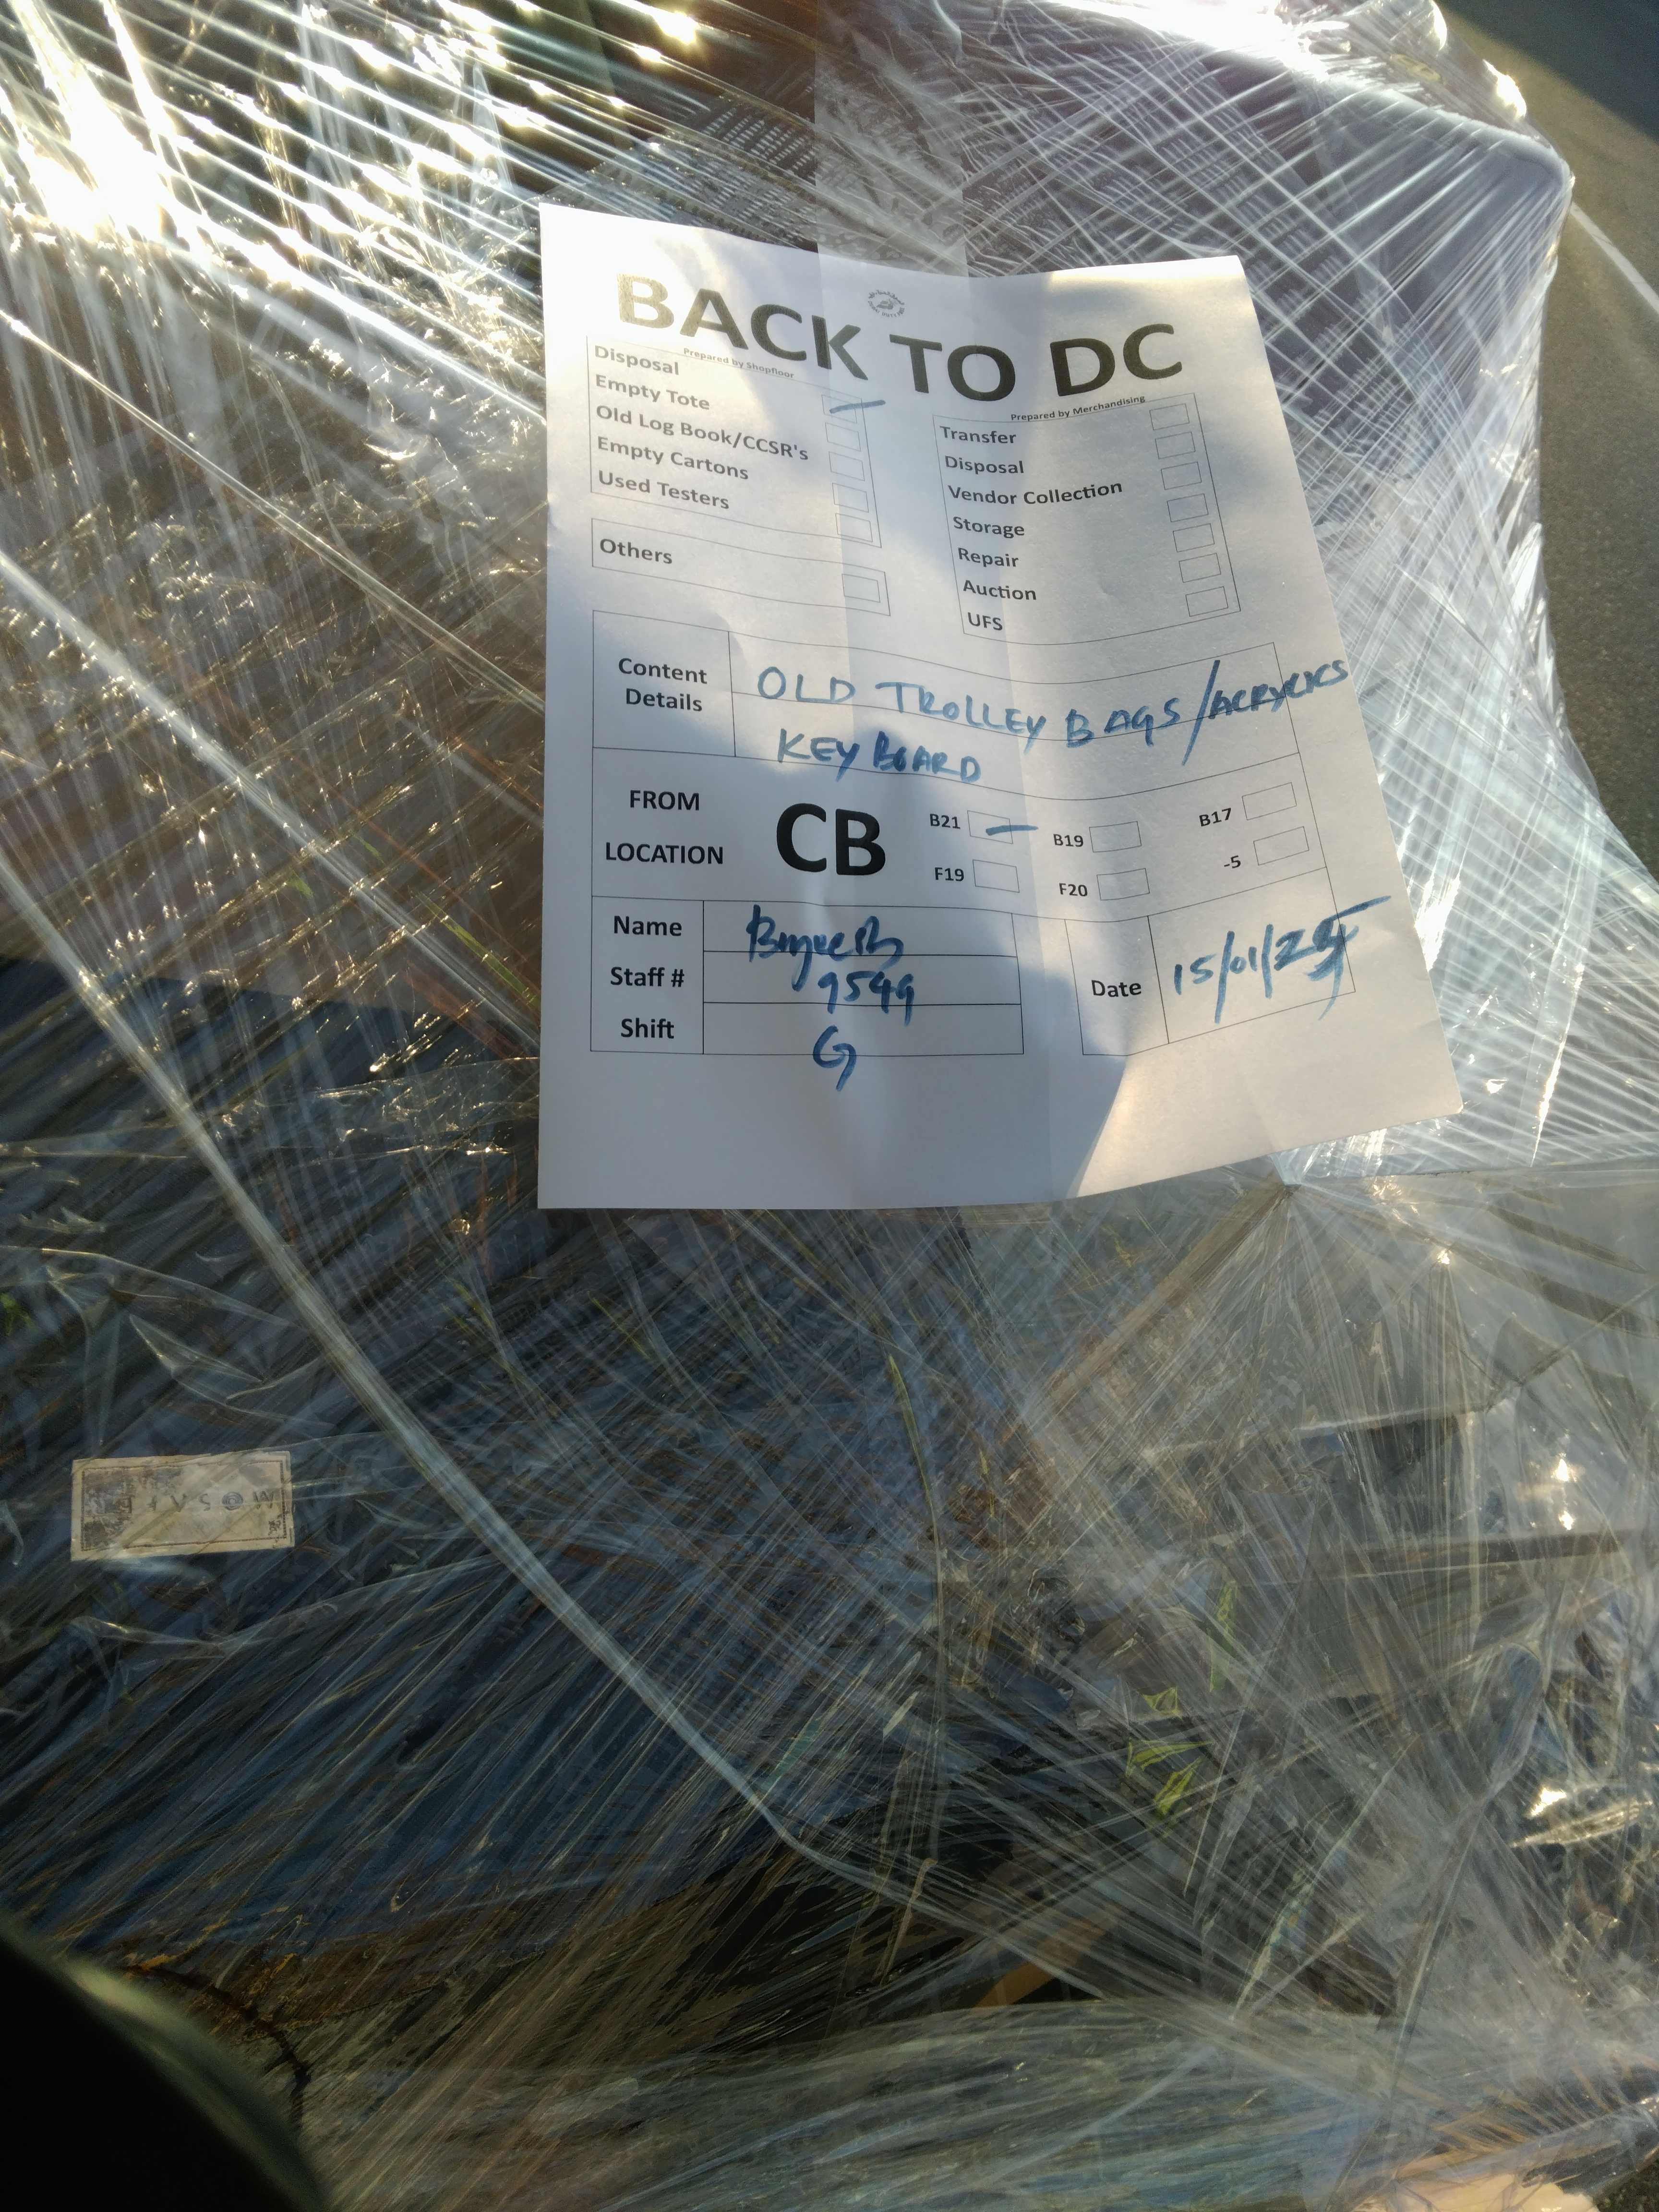 BACK TO DC
Prepared by Shopfloor
Disposal
Empty Tote
Old Log Book/CCSR's
Empty Cartons
Used Testers
Others
Prepared by Merchandising
Transfer
Disposal
Vendor Collection
Storage
Repair
Auction
UFS
Content
Details
OLD TROLLEY BAGS/ACRYLICS
KEY BOARD
FROM
LOCATION
CB
B21
B19
B17
F19
F20
-5
Name
Staff # 9549
Shift G
Date 15/01/25